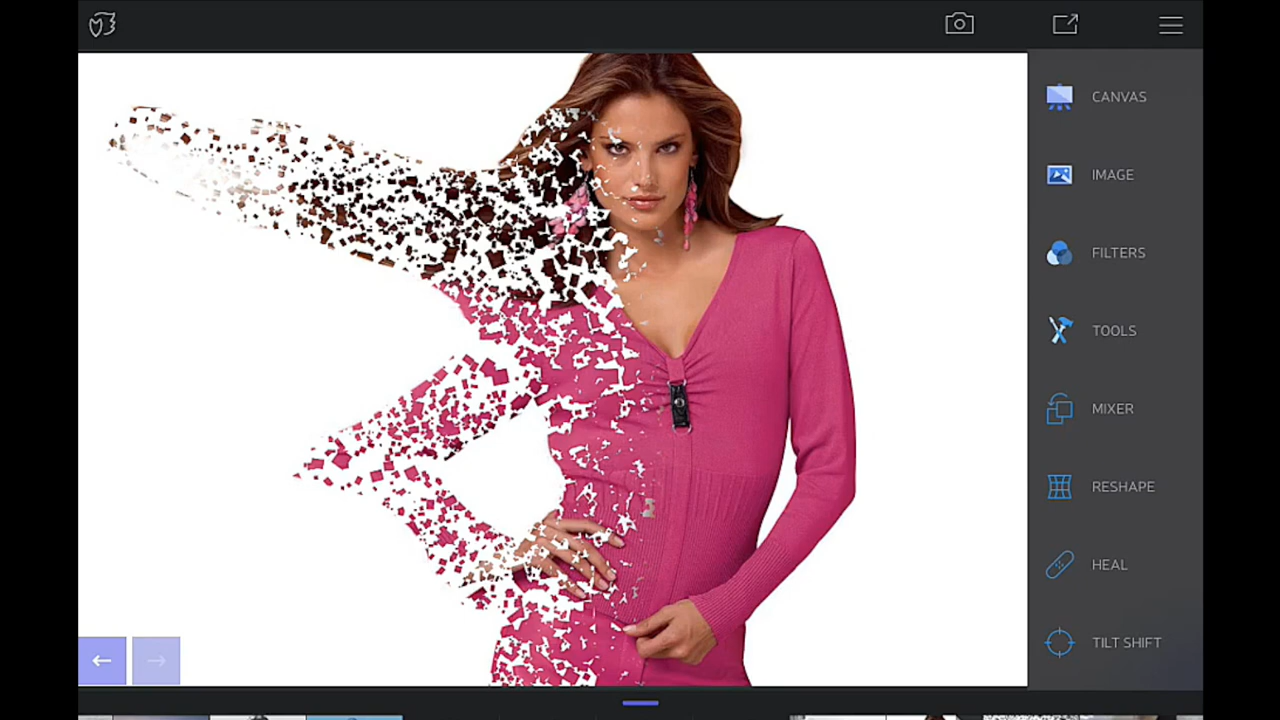 CANVAS
IMAGE
FILTERS
TOOLS
MIXER
RESHAPE
HEAL
TILT SHIFT